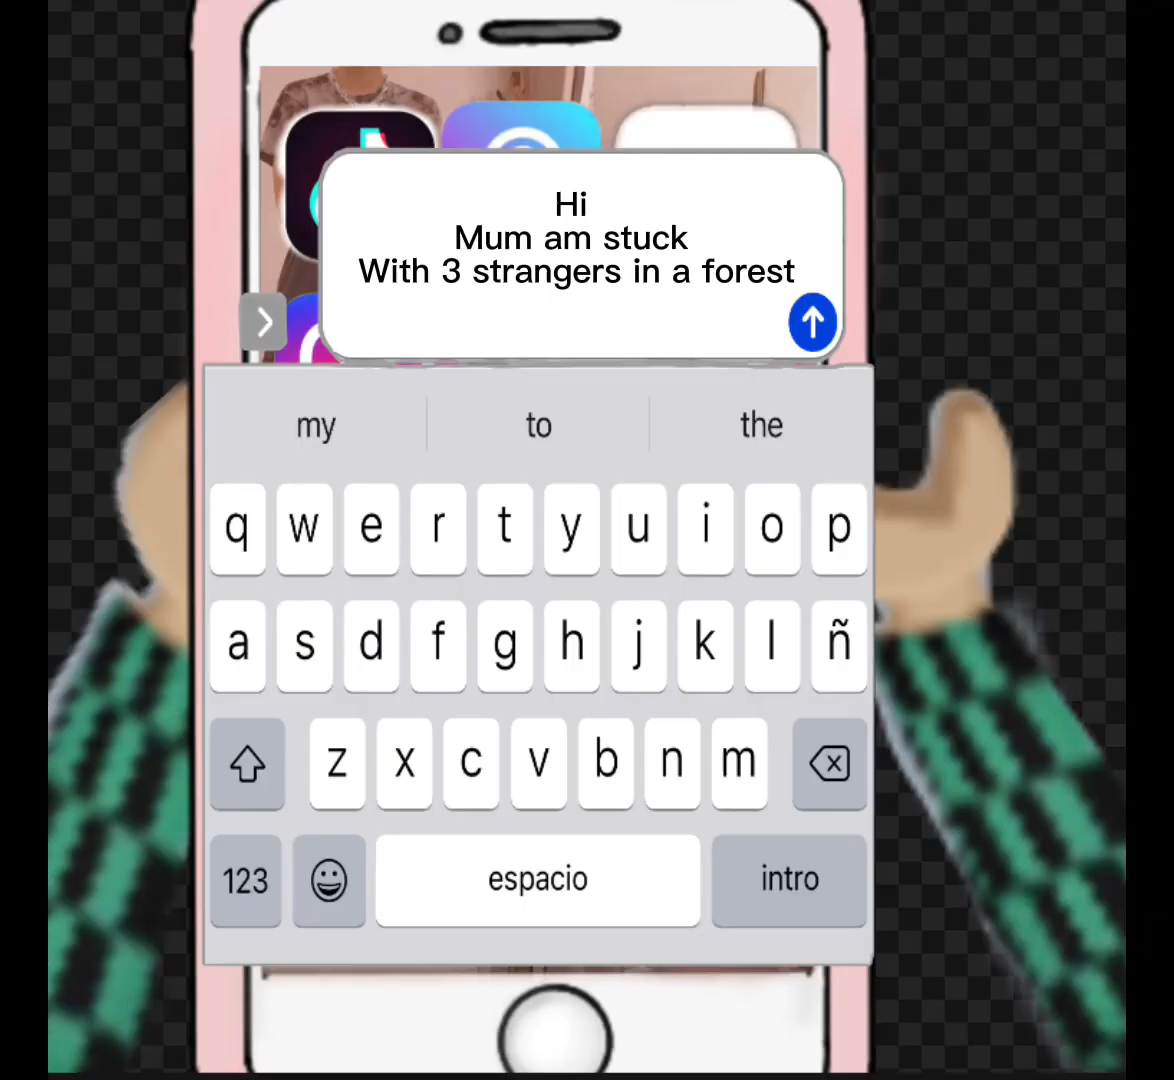 Hi
Mum am stuck
With 3 strangers in a forest
my to the
q w e r t y u i o p
a s d f g h j k l ñ
z x c v b n m
123 espacio intro